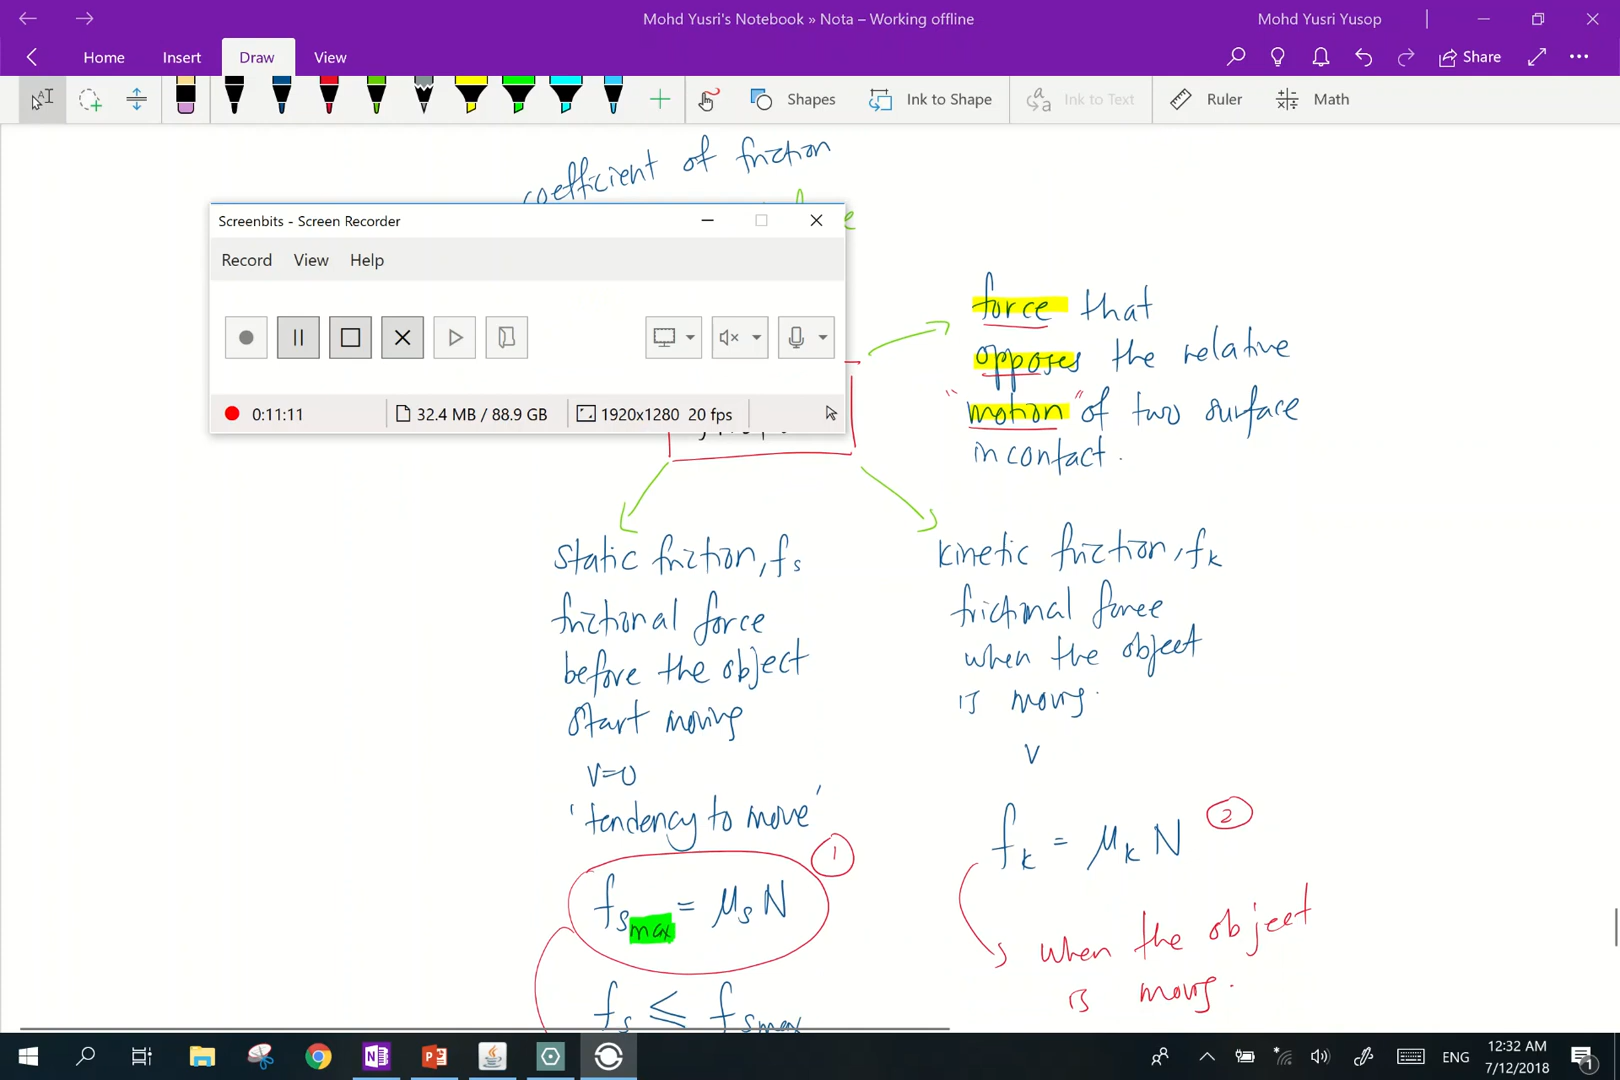 Mohd Yusri's Notebook » Nota – Working offline
Mohd Yusri Yusop
Home
Insert
Draw
View
Share
Shapes
Ink to Shape
Ink to Text
Ruler
Math
coefficient of friction
Screenbits - Screen Recorder
Record
View
Help
0:11:11
32.4 MB / 88.9 GB
1920x1280 20 fps
force that
opposes the relative
"motion" of two surface
in contact.
static friction, fs
frictional force
before the object
start moving
v=0
'tendency to move'
1
fsmax = μsN
fs ≤ fsmax
kinetic friction, fk
frictional force
when the object
is moving.
v
fk = μk N
2
when the object
is moving.
ENG
12:32 AM
7/12/2018
1